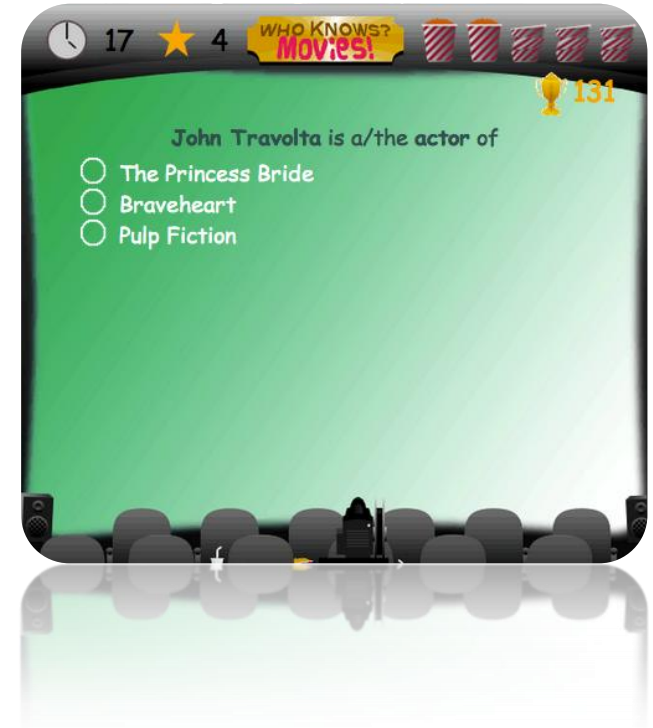 17 4 WHO KNOWS?
MOVIES!
131
John Travolta is a/the actor of
The Princess Bride
Braveheart
Pulp Fiction